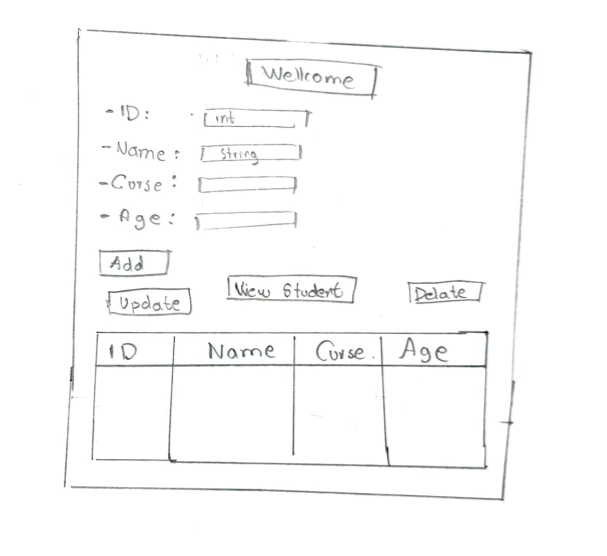 Wellcome
- ID: int
- Name: String
- Curse:
- Age:
Add
Update View Student Delate
ID Name Curse. Age